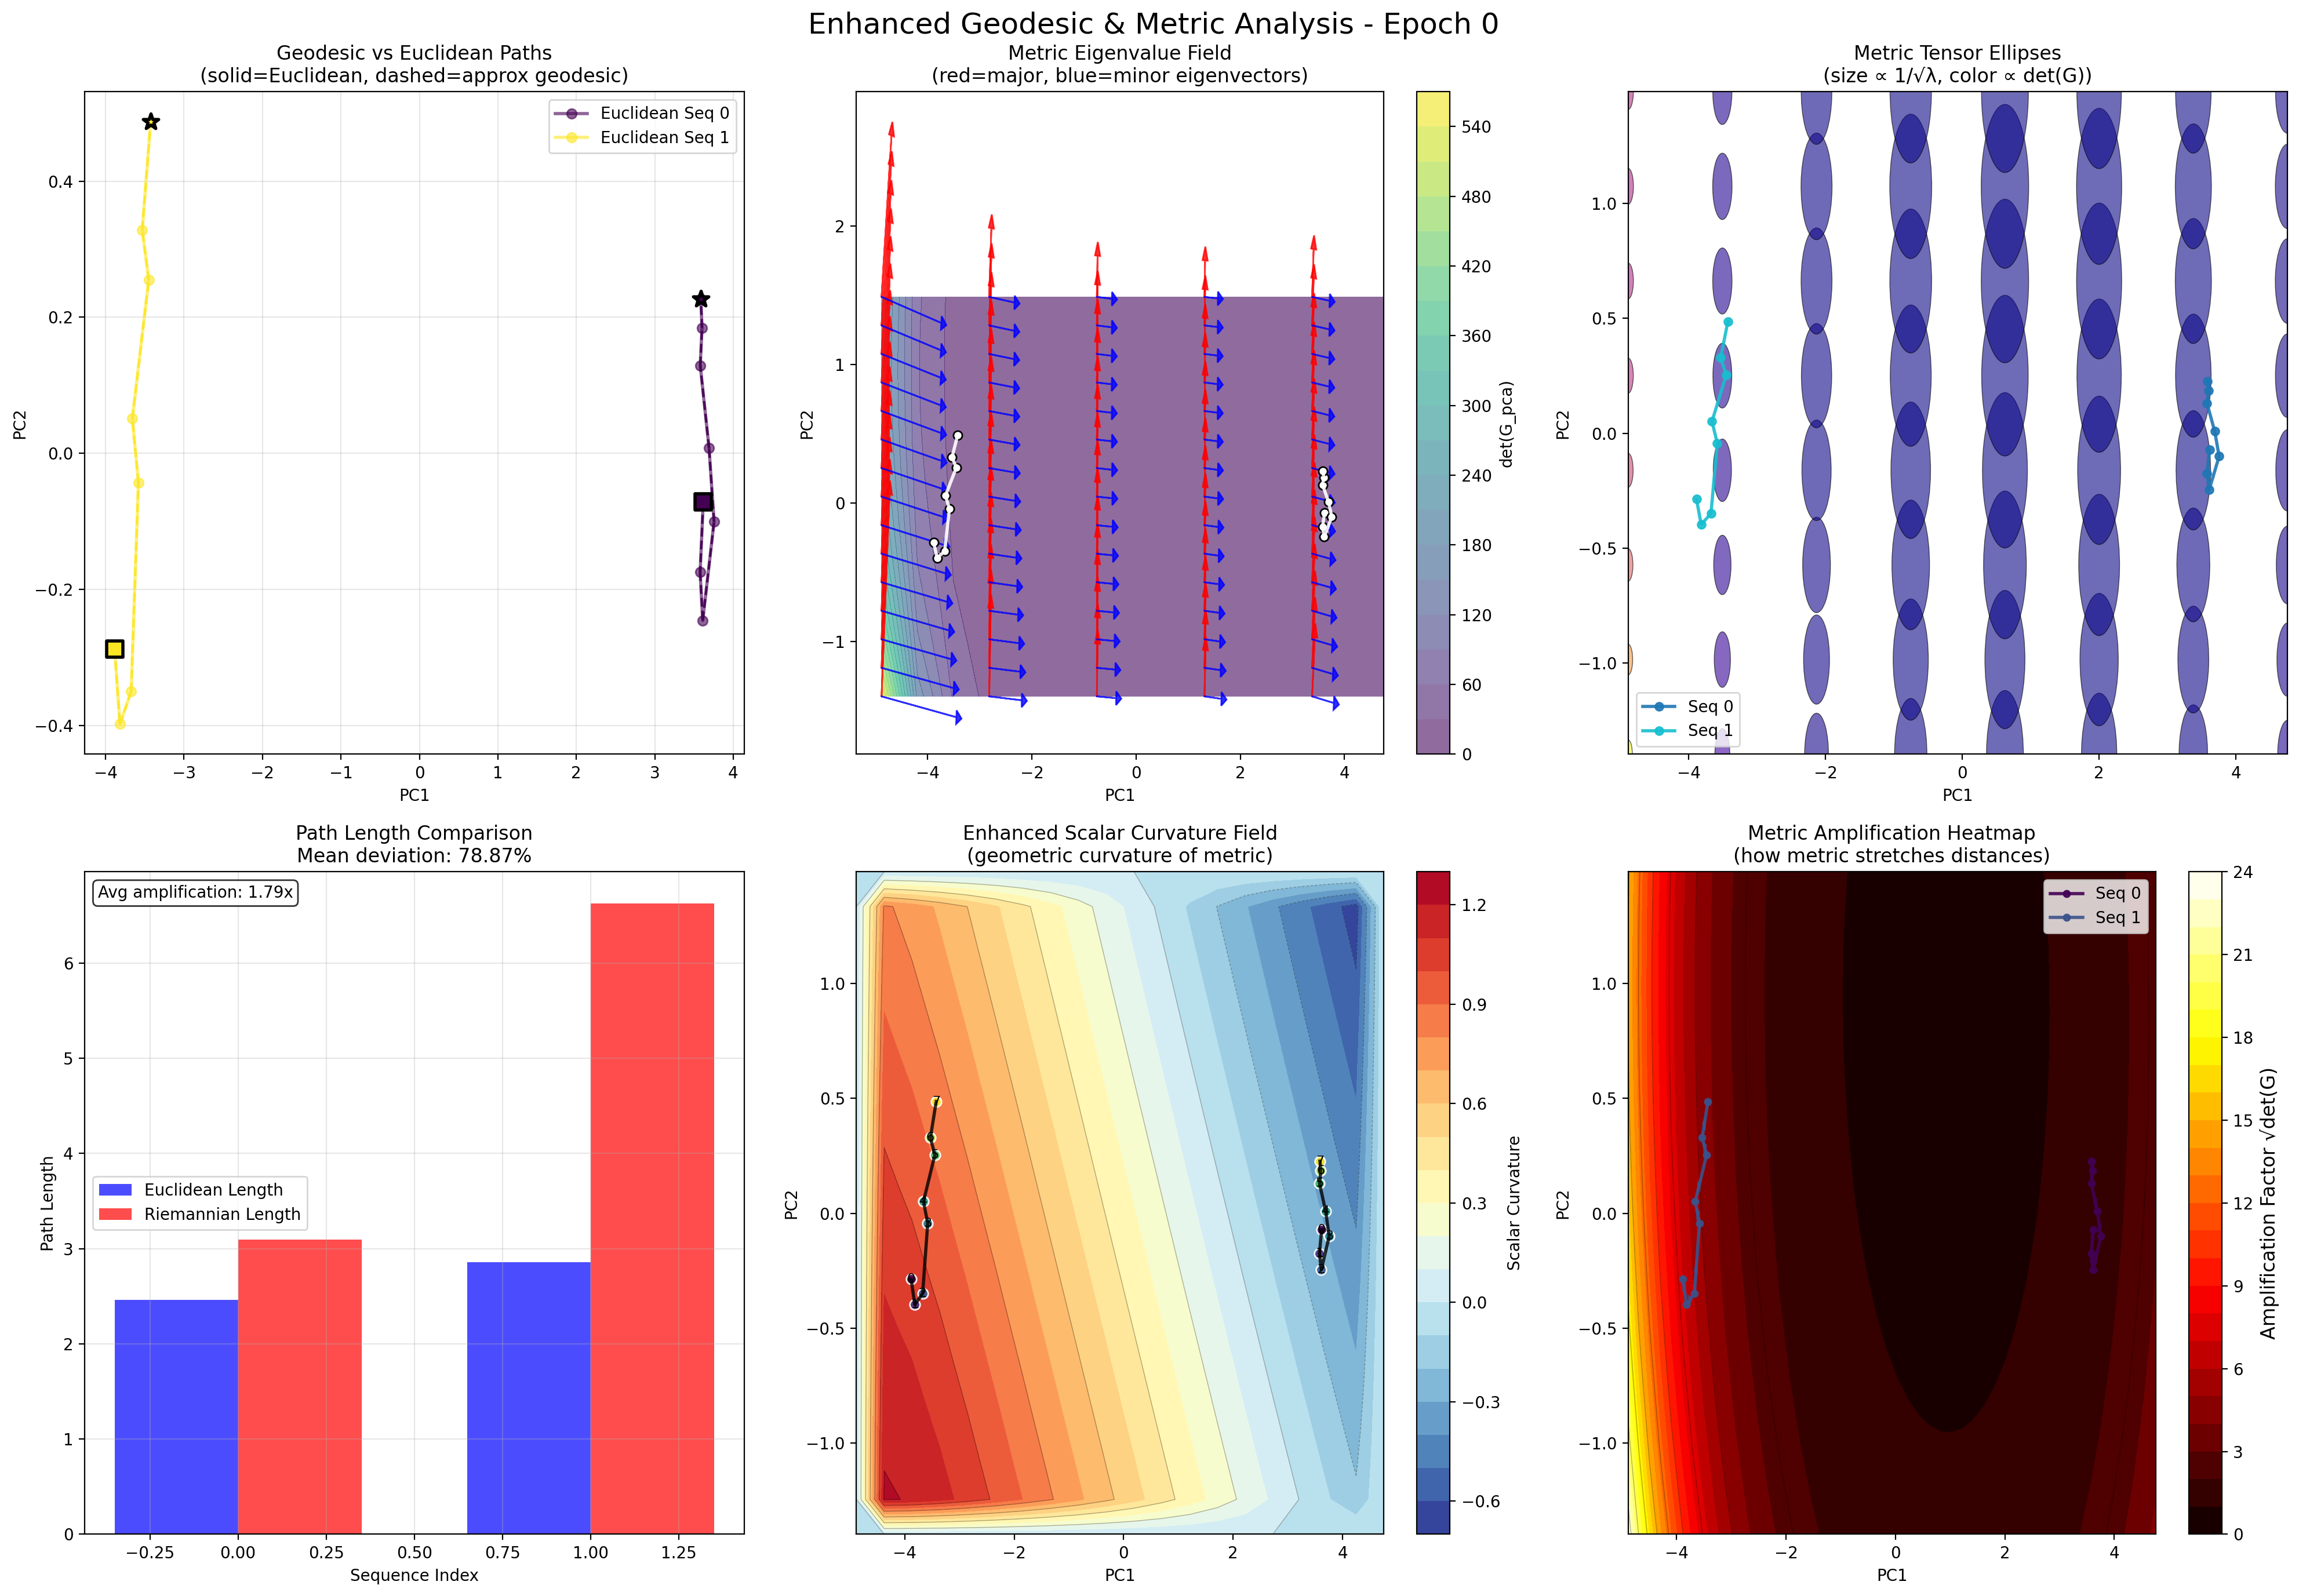 Enhanced Geodesic & Metric Analysis - Epoch 0
Geodesic vs Euclidean Paths
(solid=Euclidean, dashed=approx geodesic)
Euclidean Seq 0
Euclidean Seq 1
0.4
0.2
0.0
−0.2
−0.4
PC2
−4
−3
−2
−1
0
1
2
3
4
PC1
Metric Eigenvalue Field
(red=major, blue=minor eigenvectors)
2
1
0
−1
PC2
−4
−2
0
2
4
PC1
540
480
420
360
300
240
180
120
60
0
det(G_pca)
Metric Tensor Ellipses
(size ∝ 1/√λ, color ∝ det(G))
1.0
0.5
0.0
−0.5
−1.0
PC2
Seq 0
Seq 1
−4
−2
0
2
4
PC1
Path Length Comparison
Mean deviation: 78.87%
Avg amplification: 1.79x
6
5
4
3
2
1
0
Path Length
Euclidean Length
Riemannian Length
−0.25
0.00
0.25
0.50
0.75
1.00
1.25
Sequence Index
Enhanced Scalar Curvature Field
(geometric curvature of metric)
1.0
0.5
0.0
−0.5
−1.0
PC2
7
7
−4
−2
0
2
4
PC1
1.2
0.9
0.6
0.3
0.0
−0.3
−0.6
Scalar Curvature
Metric Amplification Heatmap
(how metric stretches distances)
Seq 0
Seq 1
1.0
0.5
0.0
−0.5
−1.0
PC2
−4
−2
0
2
4
PC1
24
21
18
15
12
9
6
3
0
Amplification Factor √det(G)